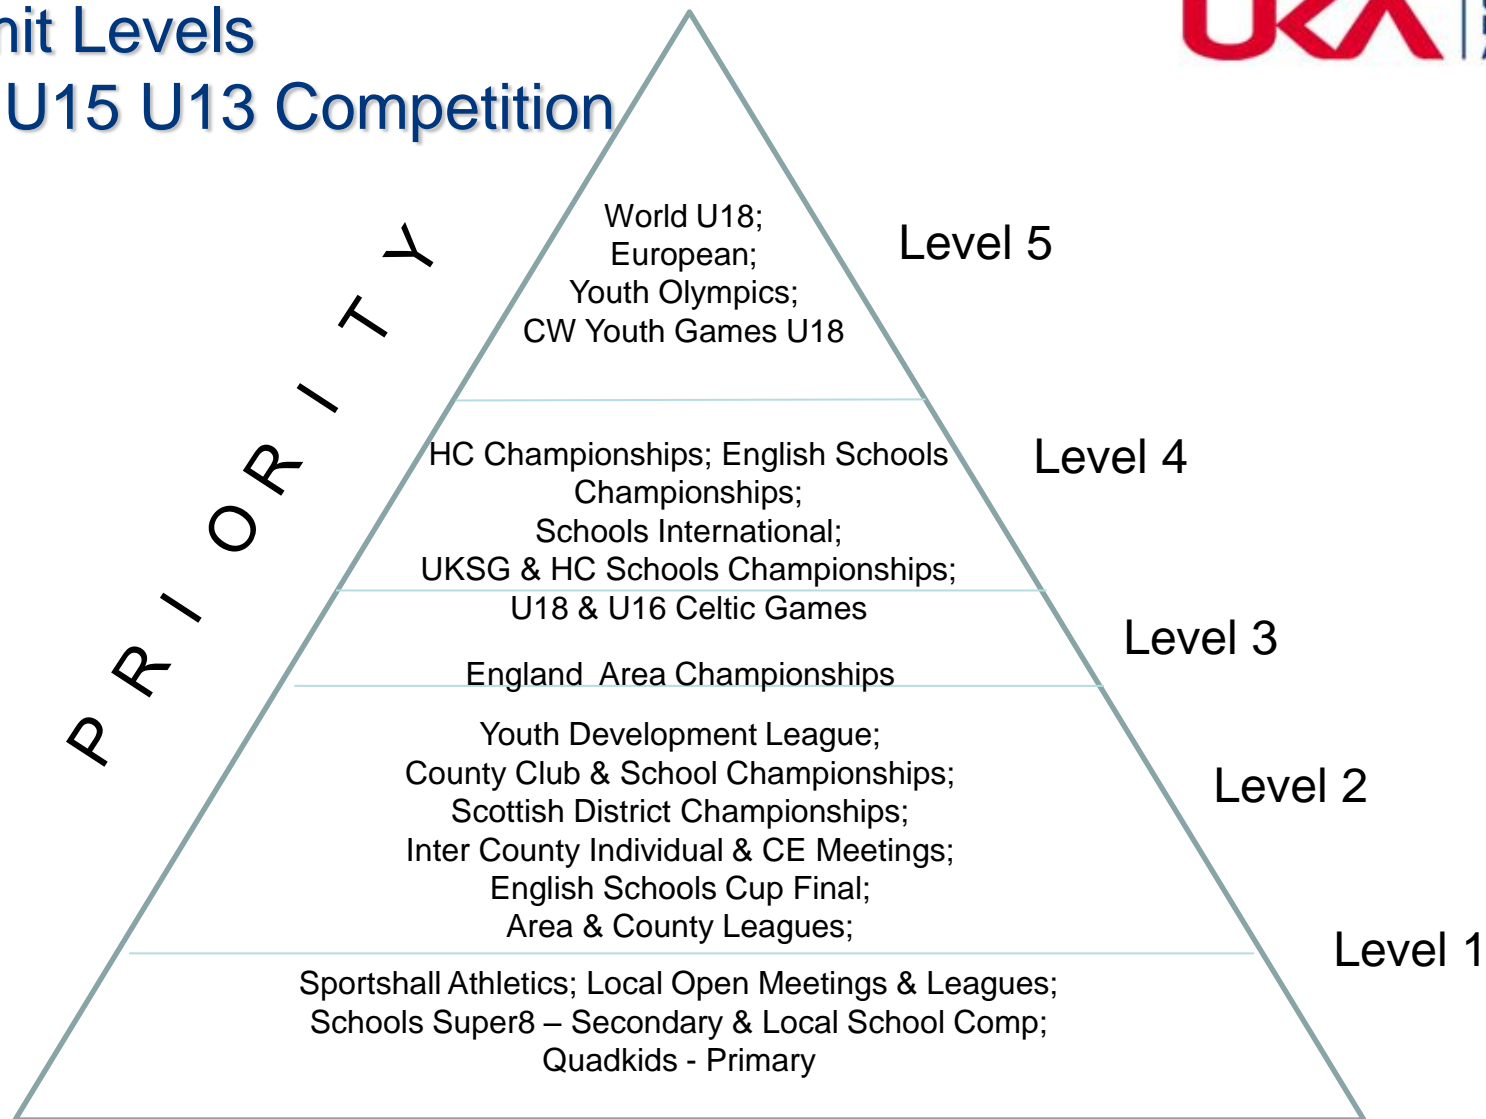 nit Levels
U15 U13 Competition
UKA
PRIORITY
World U18;
European;
Youth Olympics;
CW Youth Games U18
Level 5
HC Championships; English Schools
Championships;
Schools International;
UKSG & HC Schools Championships;
Level 4
U18 & U16 Celtic Games
England  Area Championships
Level 3
Youth Development League;
County Club & School Championships;
Scottish District Championships;
Inter County Individual & CE Meetings;
English Schools Cup Final;
Area & County Leagues;
Level 2
Sportshall Athletics; Local Open Meetings & Leagues;
Schools Super8 – Secondary & Local School Comp;
Quadkids - Primary
Level 1